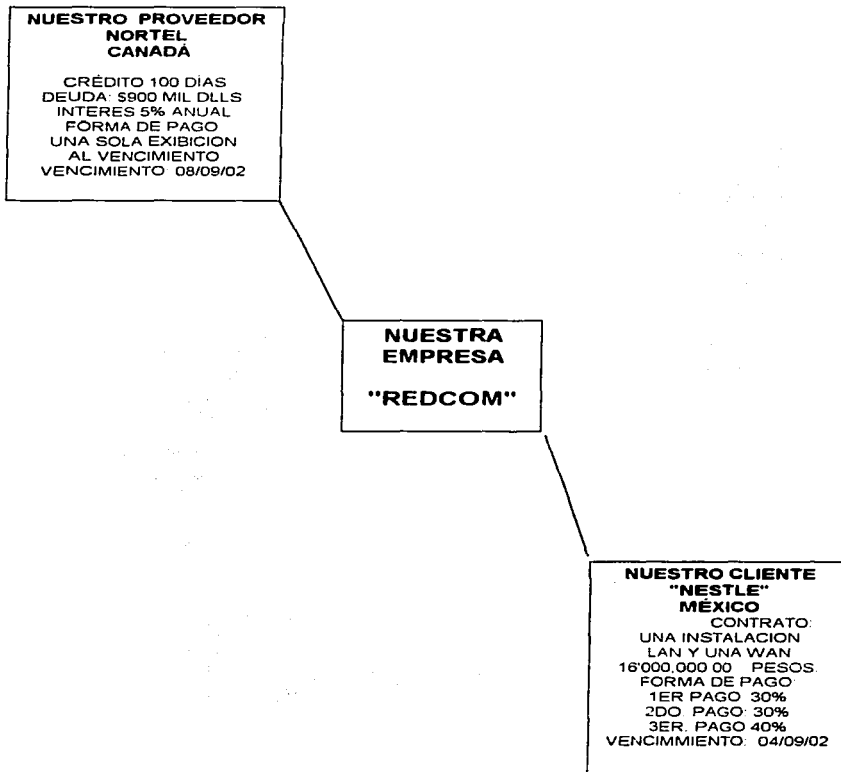 NUESTRO PROVEEDOR
NORTEL
CANADÁ
CRÉDITO 100 DÍAS
DEUDA: $900 MIL DLLS
INTERES 5% ANUAL
FORMA DE PAGO
UNA SOLA EXIBICION
AL VENCIMIENTO
VENCIMIENTO 08/09/02
NUESTRA
EMPRESA
"REDCOM"
NUESTRO CLIENTE
"NESTLE"
MÉXICO
CONTRATO:
UNA INSTALACION
LAN Y UNA WAN
16'000,000 00 PESOS.
FORMA DE PAGO:
1ER PAGO 30%
2DO. PAGO: 30%
3ER. PAGO 40%
VENCIMMIENTO: 04/09/02